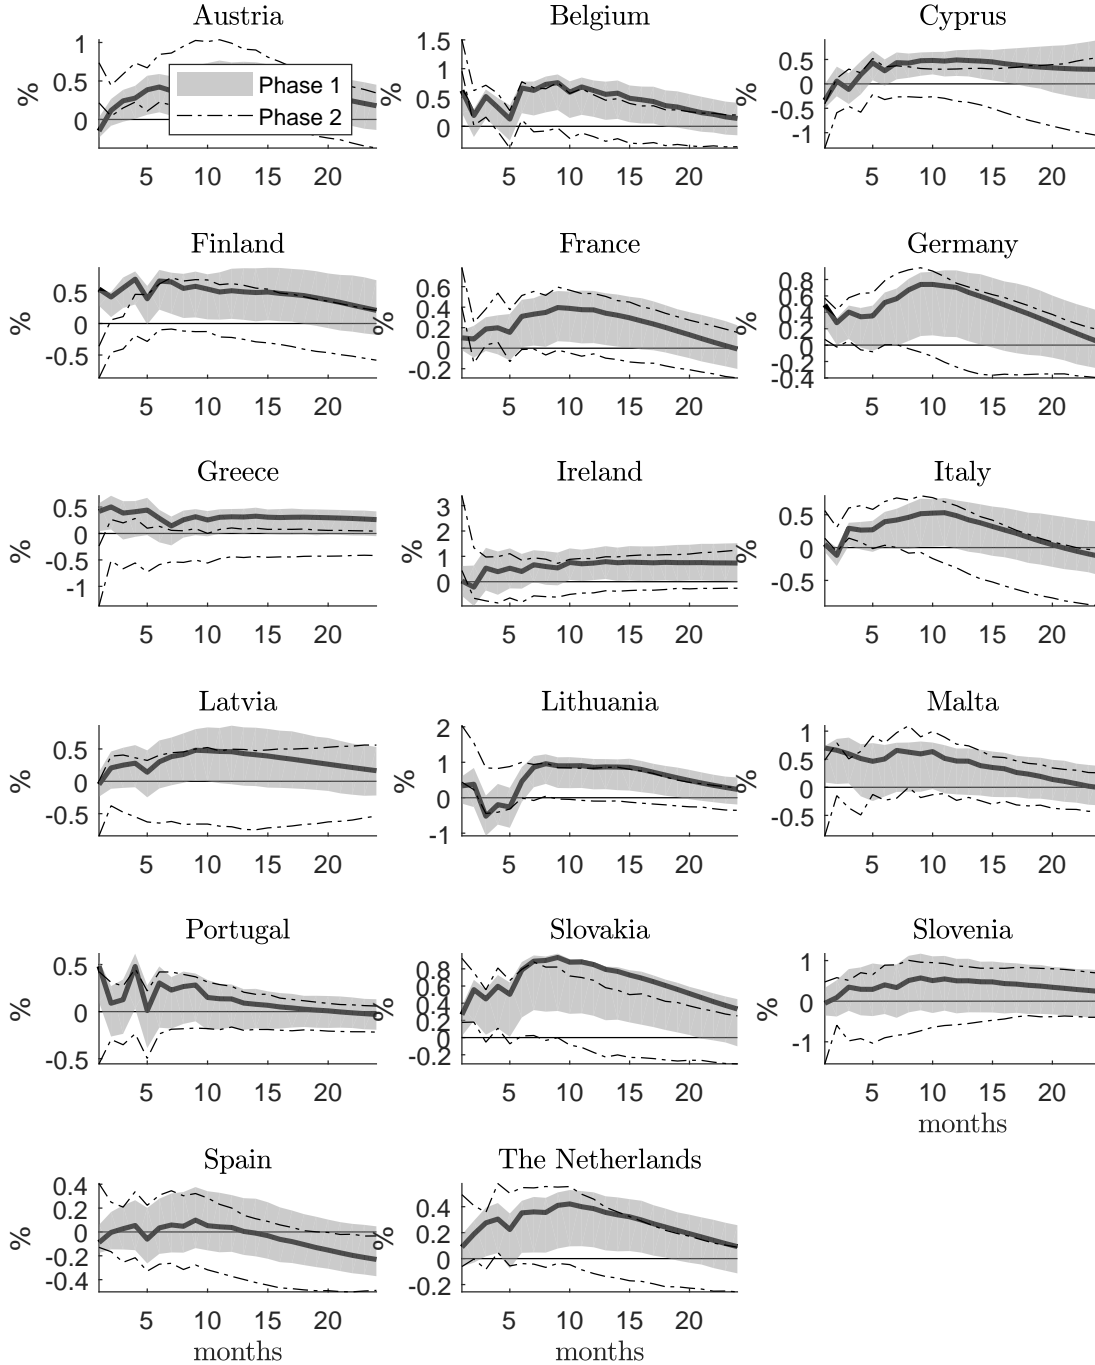 Austria
Belgium
Cyprus
1
0.5
0
%
Phase 1
Phase 2
5 10 15 20
1.5
1
0.5
0
%
5 10 15 20
0.5
0
-0.5
-1
%
5 10 15 20
Finland
France
Germany
0.5
0
-0.5
%
5 10 15 20
0.6
0.4
0.2
0
-0.2
%
5 10 15 20
0.8
0.6
0.4
0.2
0
-0.2
-0.4
%
5 10 15 20
Greece
Ireland
Italy
0.5
0
-0.5
-1
%
5 10 15 20
3
2
1
0
%
5 10 15 20
0.5
0
-0.5
%
5 10 15 20
Latvia
Lithuania
Malta
0.5
0
-0.5
%
5 10 15 20
2
1
0
-1
%
5 10 15 20
1
0.5
0
-0.5
%
5 10 15 20
Portugal
Slovakia
Slovenia
0.5
0
-0.5
%
5 10 15 20
0.8
0.6
0.4
0.2
0
-0.2
%
5 10 15 20
1
0
-1
%
5 10 15 20
months
Spain
The Netherlands
0.4
0.2
0
-0.2
-0.4
%
5 10 15 20
months
0.4
0.2
0
-0.2
%
5 10 15 20
months